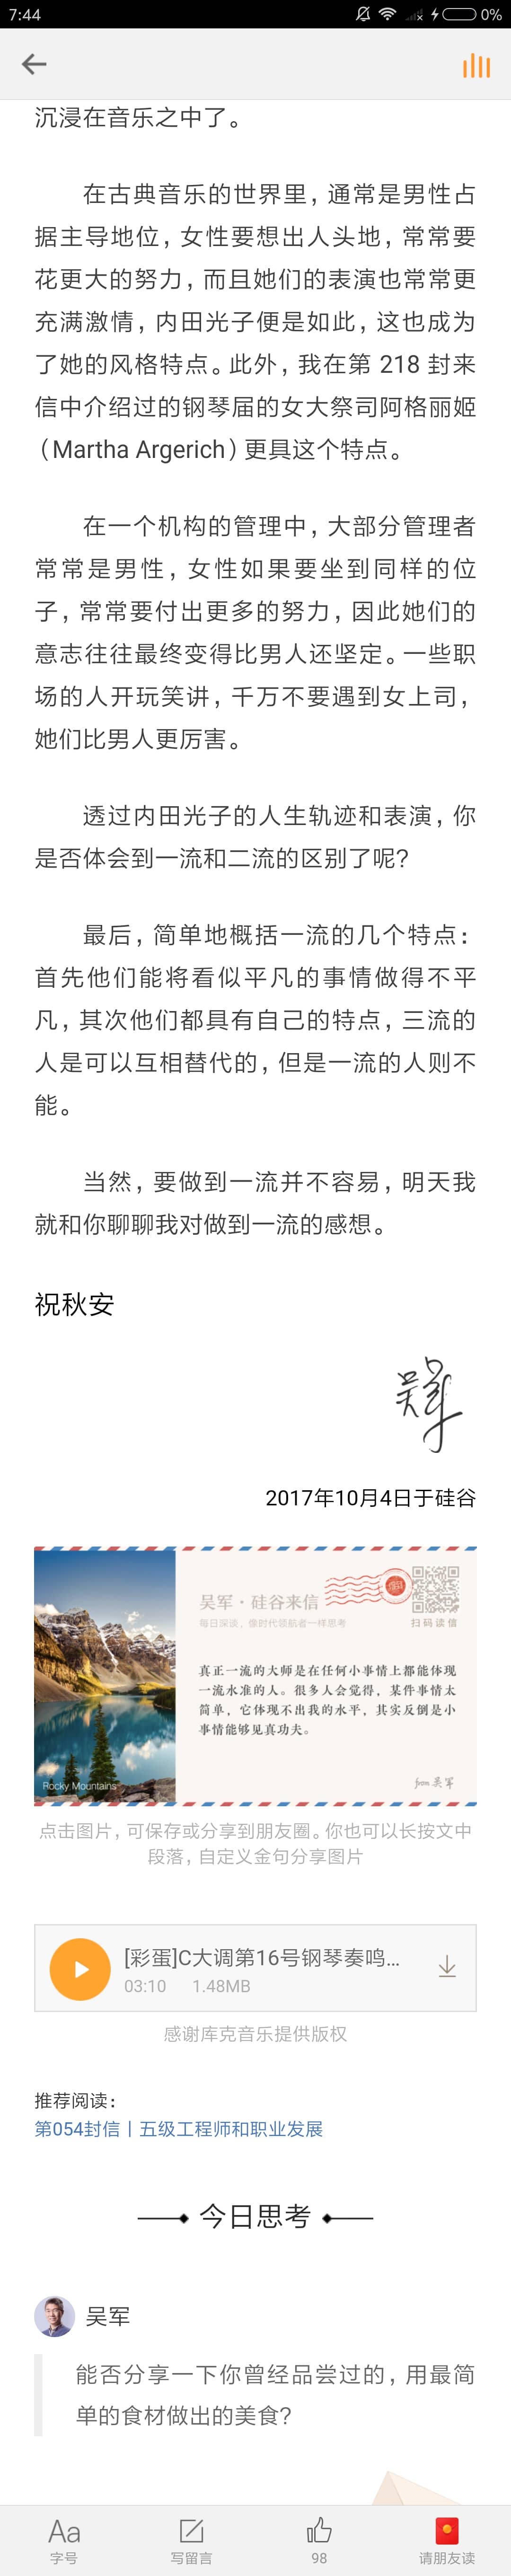 7:44
0%
沉浸在音乐之中了。
在古典音乐的世界里，通常是男性占
据主导地位，女性要想出人头地，常常要
花更大的努力，而且她们的表演也常常更
充满激情，内田光子便是如此，这也成为
了她的风格特点。此外，我在第 218 封来
信中介绍过的钢琴届的女大祭司阿格丽姬
（Martha Argerich）更具这个特点。
在一个机构的管理中，大部分管理者
常常是男性，女性如果要坐到同样的位
子，常常要付出更多的努力，因此她们的
意志往往最终变得比男人还坚定。一些职
场的人开玩笑讲，千万不要遇到女上司，
她们比男人更厉害。
透过内田光子的人生轨迹和表演，你
是否体会到一流和二流的区别了呢？
最后，简单地概括一流的几个特点：
首先他们能将看似平凡的事情做得不平
凡，其次他们都具有自己的特点，三流的
人是可以互相替代的，但是一流的人则不
能。
当然，要做到一流并不容易，明天我
就和你聊聊我对做到一流的感想。
祝秋安
吴军
2017年10月4日于硅谷
吴军·硅谷来信
每日深谈，像时代领航者一样思考
扫码读信
真正一流的大师是在任何小事情上都能体现
一流水准的人。很多人会觉得，某件事情太
简单，它体现不出我的水平，其实反倒是小
事情能够见真功夫。
Rocky Mountains
from 吴军
点击图片，可保存或分享到朋友圈。你也可以长按文中
段落，自定义金句分享图片
[彩蛋]C大调第16号钢琴奏鸣...
03:10 1.48MB
感谢库克音乐提供版权
推荐阅读：
第054封信丨五级工程师和职业发展
今日思考
吴军
能否分享一下你曾经品尝过的，用最简
单的食材做出的美食？
Aa
字号
写留言
98
请朋友读